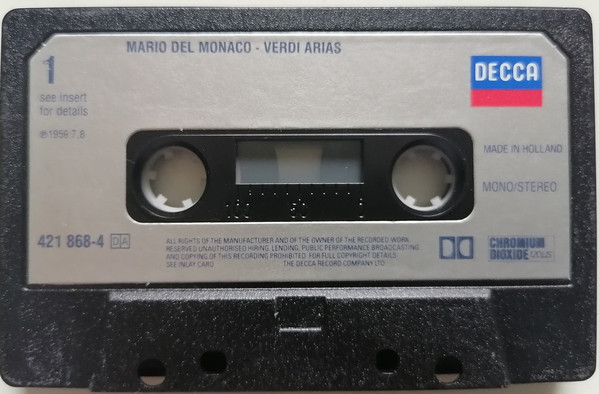 MARIO DEL MONACO - VERDI ARIAS
1
see insert
for details
℗1959,7,8
DECCA
MADE IN HOLLAND
MONO/STEREO
421 868-4 DA
ALL RIGHTS OF THE MANUFACTURER AND OF THE OWNER OF THE RECORDED WORK
RESERVED UNAUTHORISED HIRING, LENDING, PUBLIC PERFORMANCE BROADCASTING
AND COPYING OF THIS RECORDING PROHIBITED. FOR FULL COPYRIGHT DETAILS
SEE INLAY CARD. THE DECCA RECORD COMPANY LTD
CHROMIUM
DIOXIDE